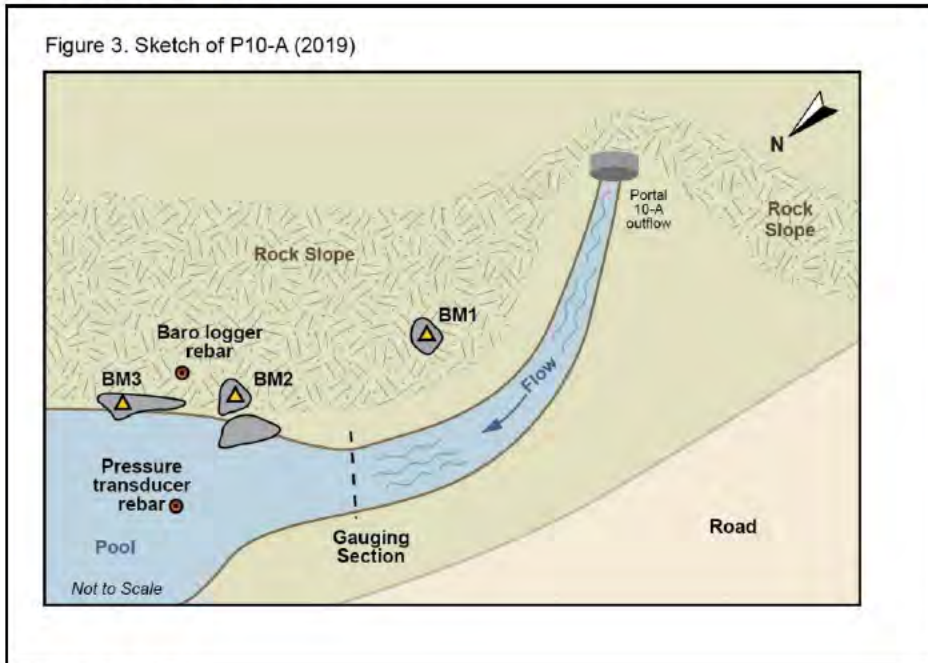 Figure 3. Sketch of P10-A (2019)
N
Portal
10-A
outflow
Rock
Slope
Rock Slope
BM1
Baro logger
rebar
BM3
BM2
Flow
Pressure
transducer
rebar
Gauging
Section
Road
Pool
Not to Scale